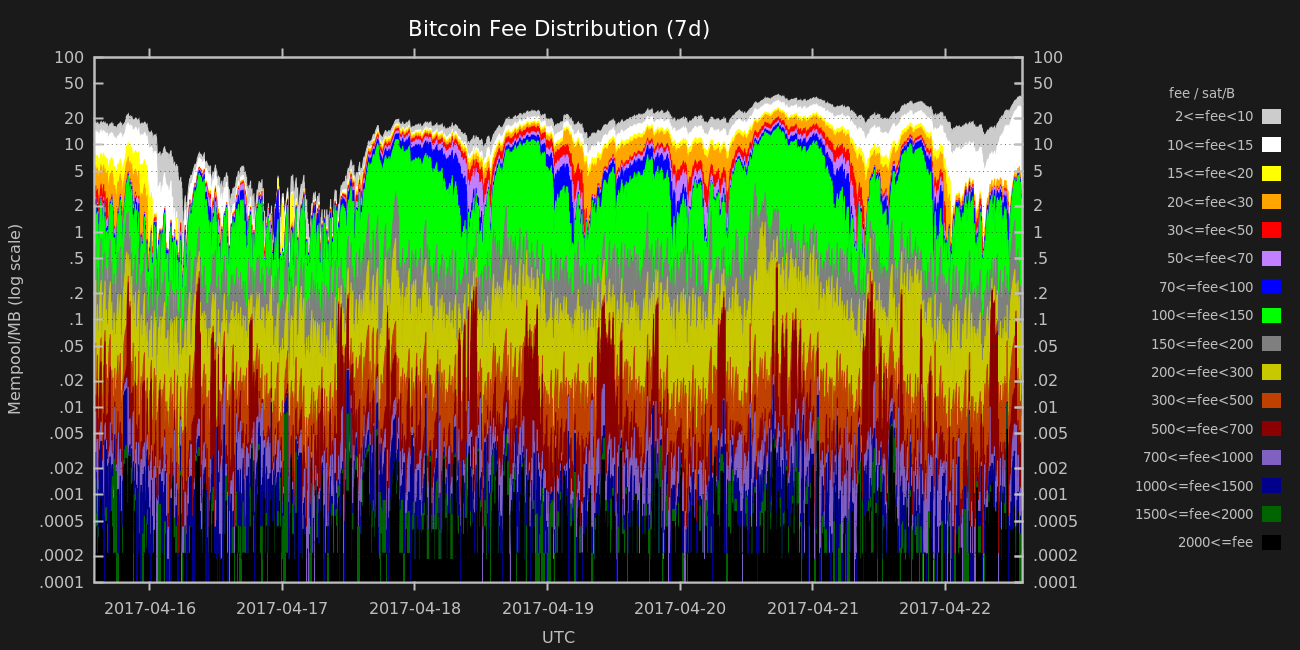 Bitcoin Fee Distribution (7d)
100
50
20
10
5
2
1
.5
.2
.1
.05
.02
.01
.005
.002
.001
.0005
.0002
.0001
Mempool/MB (log scale)
100
50
20
10
5
2
1
.5
.2
.1
.05
.02
.01
.005
.002
.001
.0005
.0002
.0001
2017-04-16 2017-04-17 2017-04-18 2017-04-19 2017-04-20 2017-04-21 2017-04-22
UTC
fee / sat/B
2<=fee<10
10<=fee<15
15<=fee<20
20<=fee<30
30<=fee<50
50<=fee<70
70<=fee<100
100<=fee<150
150<=fee<200
200<=fee<300
300<=fee<500
500<=fee<700
700<=fee<1000
1000<=fee<1500
1500<=fee<2000
2000<=fee